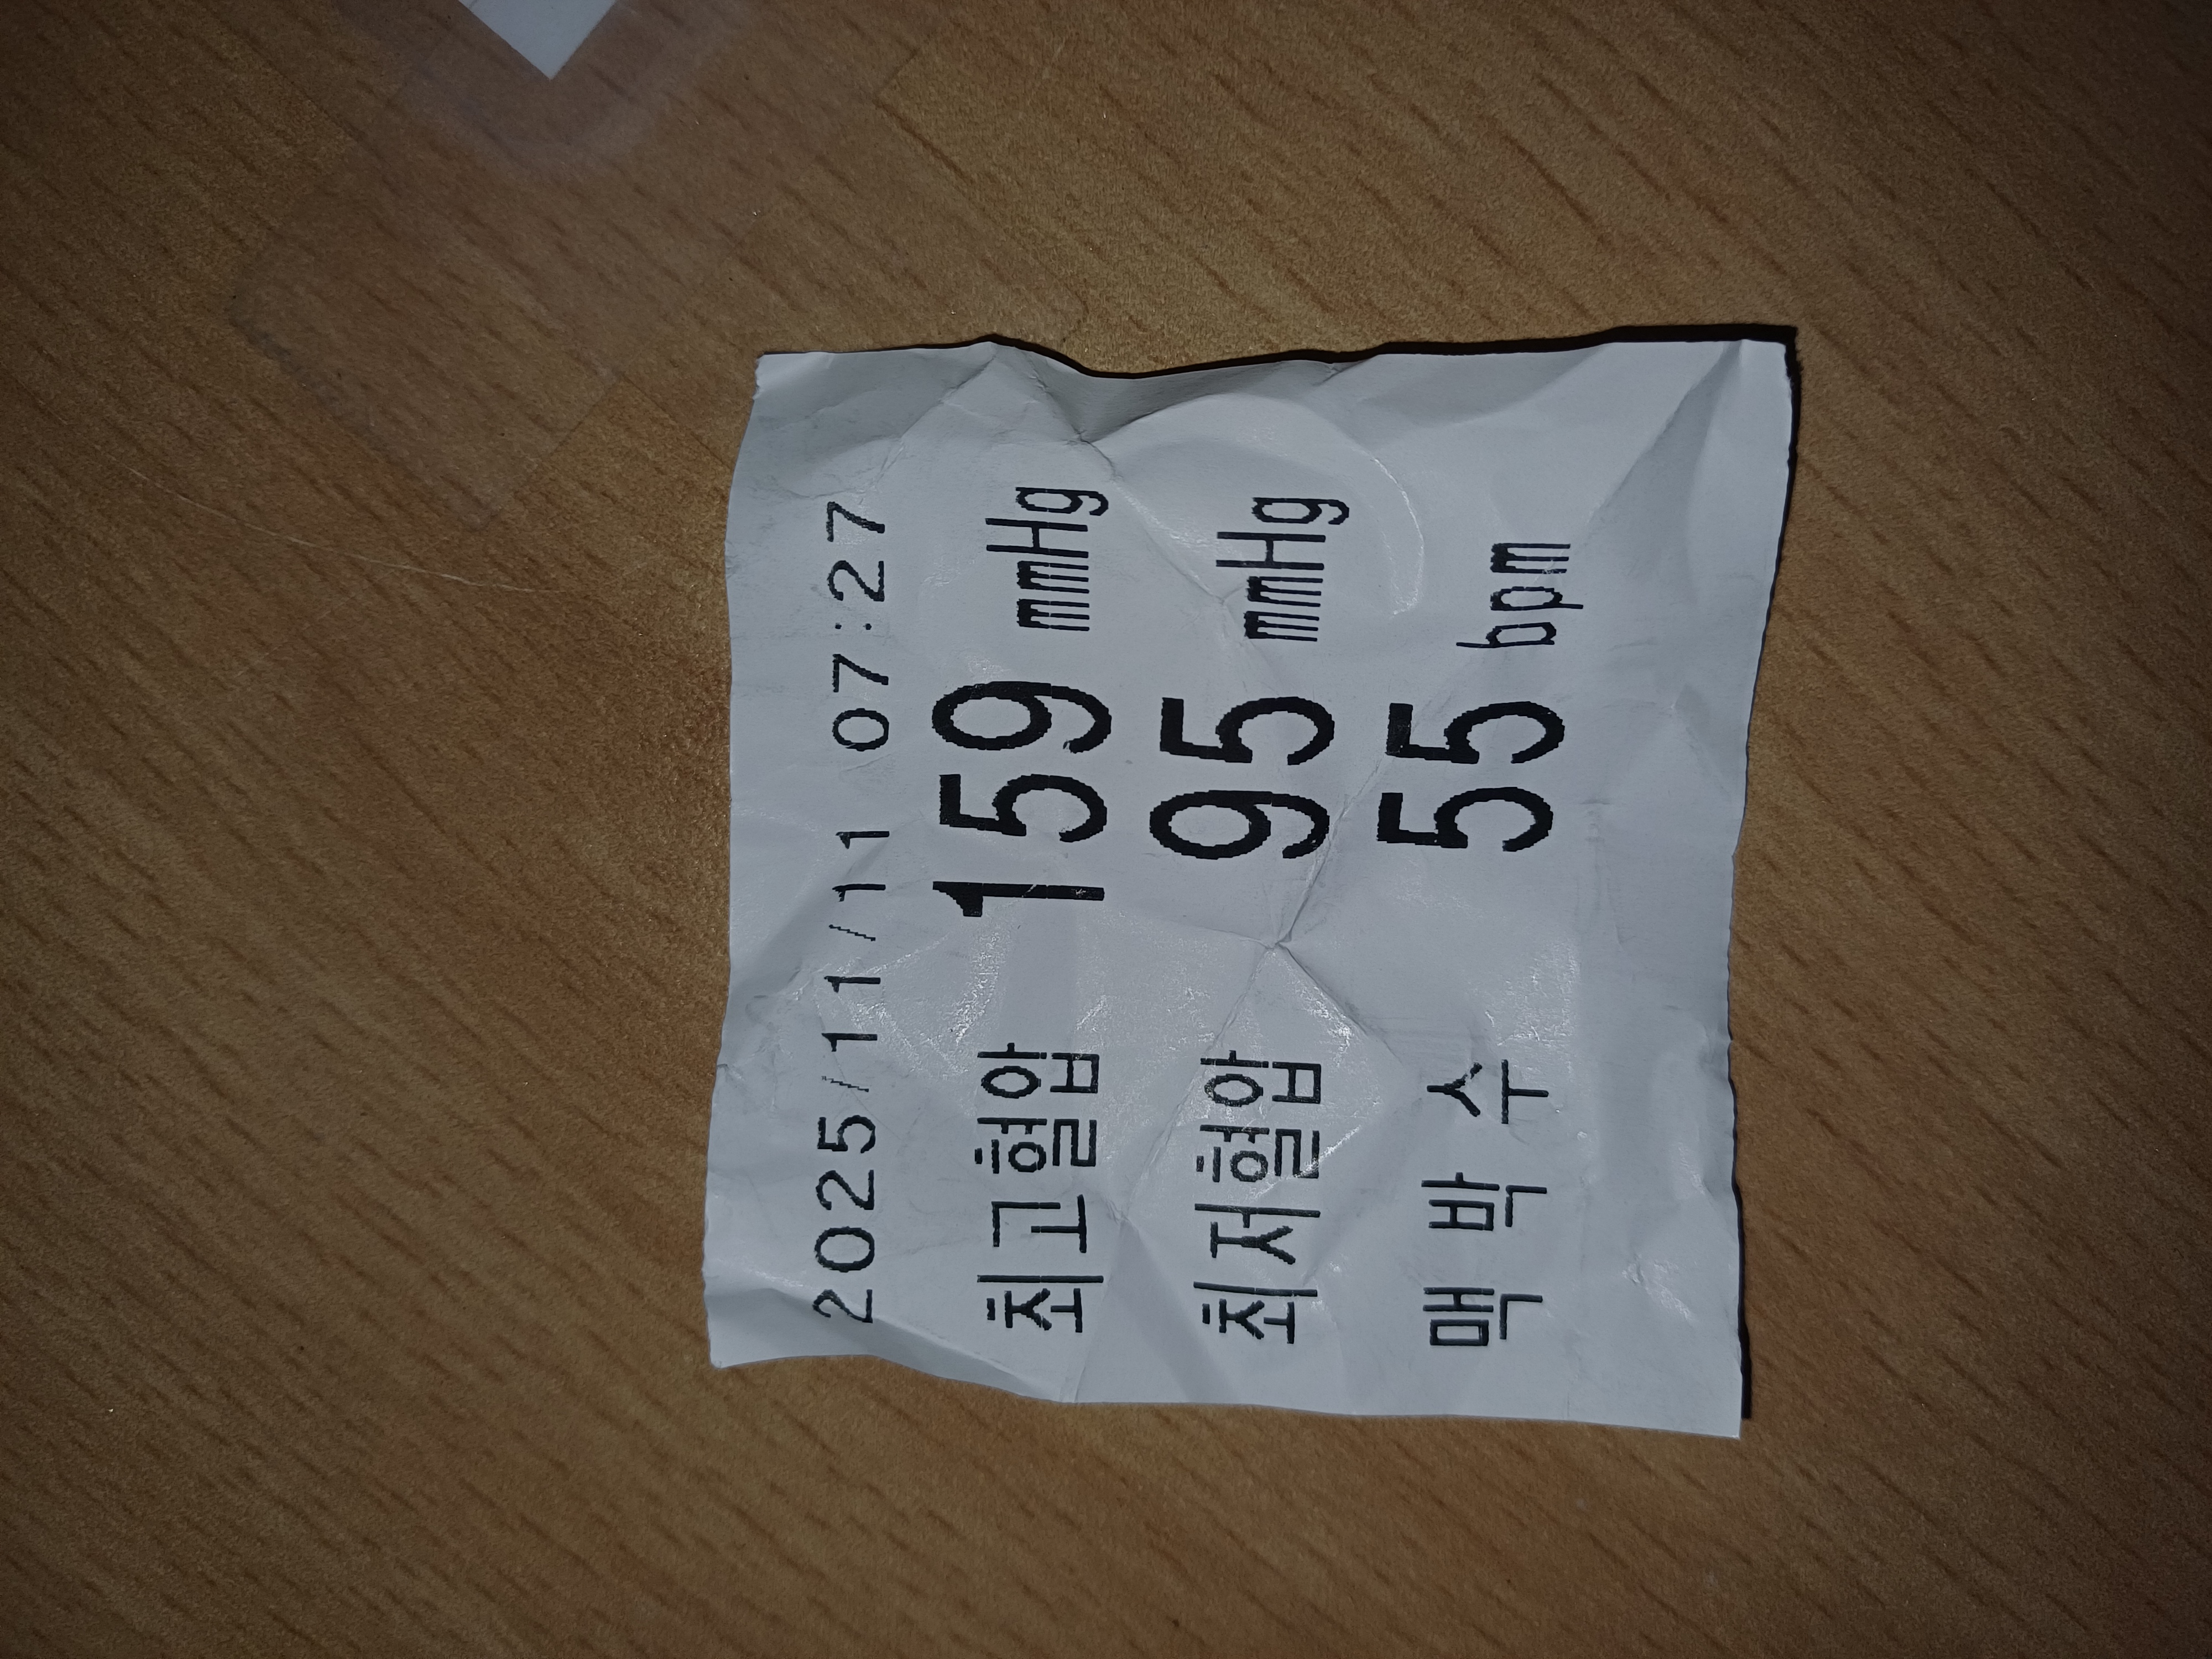 2025/11/11 07:27
최고혈압 159 mmHg
최저혈압 95 mmHg
맥 박 수 55 bpm